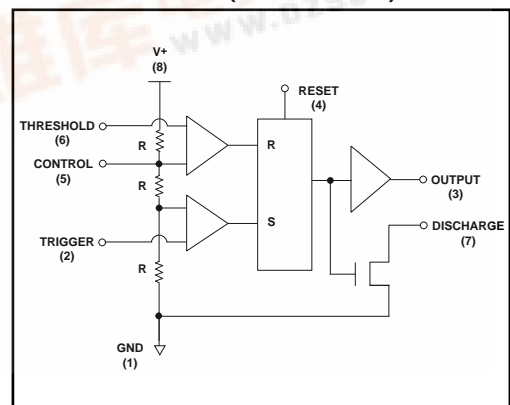 V+
(8)
RESET
(4)
THRESHOLD
(6)
R
CONTROL
(5)
R
R
TRIGGER
(2)
S
R
OUTPUT
(3)
DISCHARGE
(7)
GND
(1)